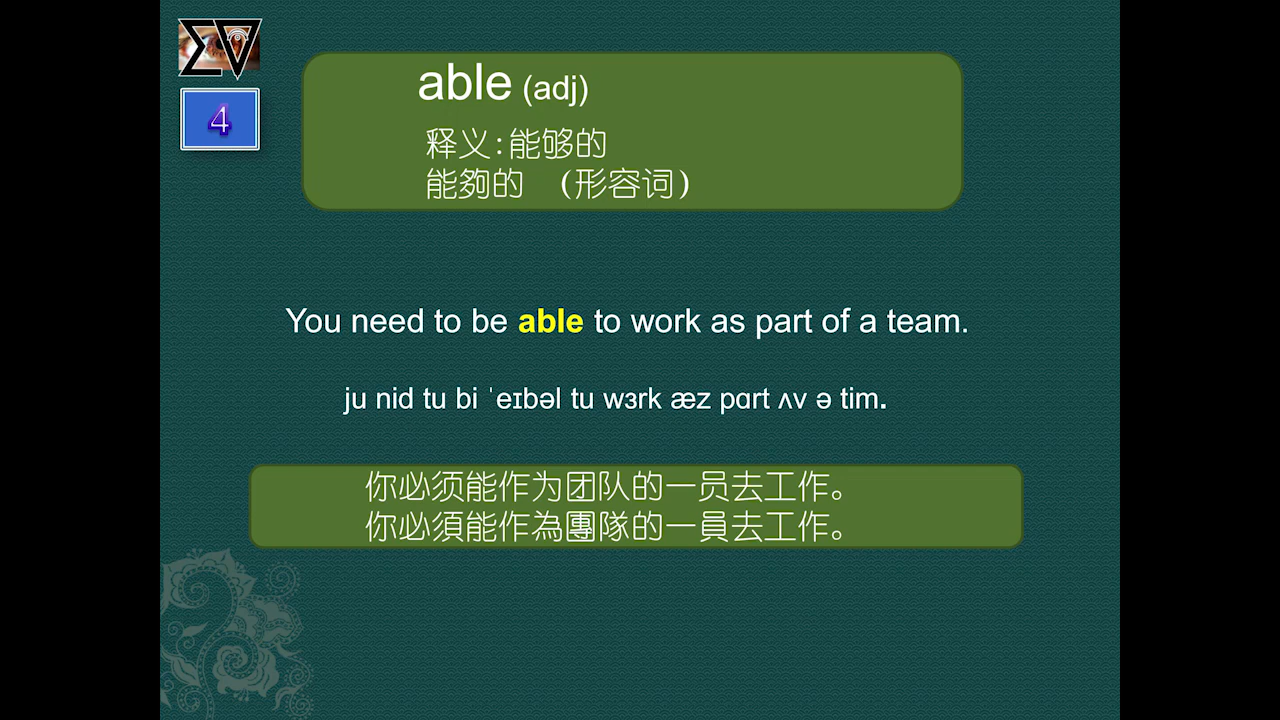 4
able (adj)
释义:能够的
能夠的 (形容词)
You need to be able to work as part of a team.
ju nid tu bi ˈeɪbəl tu wɜrk æz pɑrt ʌv ə tim.
你必须能作为团队的一员去工作。
你必須能作為團隊的一員去工作。